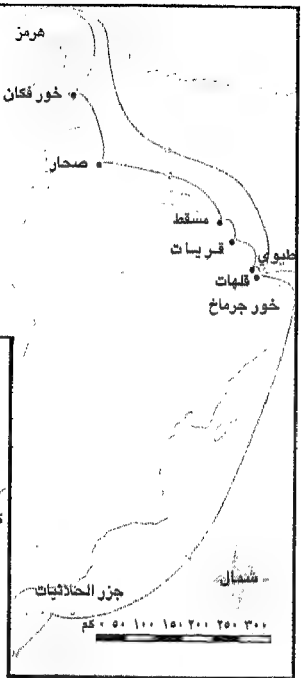 هرمز
خور فكان
صحار
مسقط
قريات
طيوي
قلهات
خور جرماخ
جزر الحلانيات
شمال
٣٠٠ ٢٥٠ ٢٠٠ ١٥٠ ١٠٠ ٥٠ ٠ كم